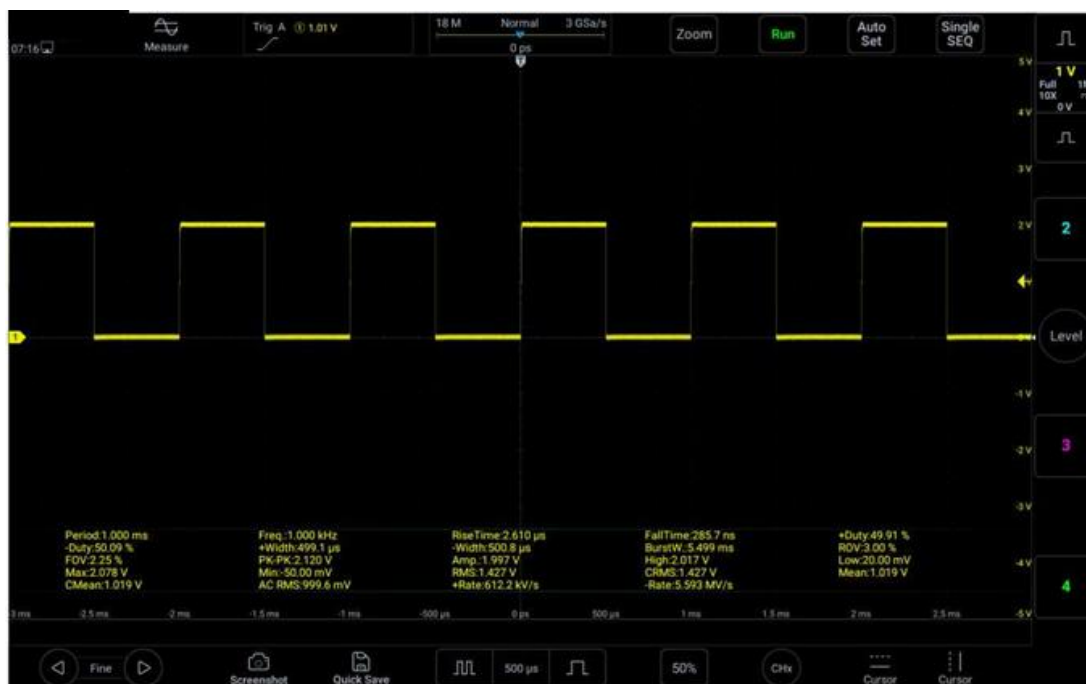 Trig A ① 1.01 V
18 M Normal 3 GSa/s
Zoom
Run
Auto
Set
Single
SEQ
07:16
Measure
0 ps
T
5 V
1 V
Full
10X
0 V
4 V
3 V
2 V
2
1
Level
-1 V
-2 V
3
-3 V
Period:1.000 ms Freq.:1.000 kHz RiseTime:2.610 µs FallTime:285.7 ns +Duty:49.91 %
-Duty:50.09 % +Width:499.1 µs -Width:500.8 µs BurstW.:5.499 ms ROV:3.00 %
FOV:2.25 % PK-PK:2.120 V Amp.:1.997 V High:2.017 V Low:20.00 mV
Max:2.078 V Min:-50.00 mV RMS:1.427 V CRMS:1.427 V Mean:1.019 V
CMean:1.019 V AC RMS:999.6 mV +Rate:612.2 kV/s -Rate:5.593 MV/s
-4 V
4
-3 ms -2.5 ms -2 ms -1.5 ms -1 ms -500 µs 0 ps 500 µs 1 ms 1.5 ms 2 ms 2.5 ms
-5 V
Fine
Screenshot
Quick Save
500 µs
50%
CHx
Cursor
Cursor